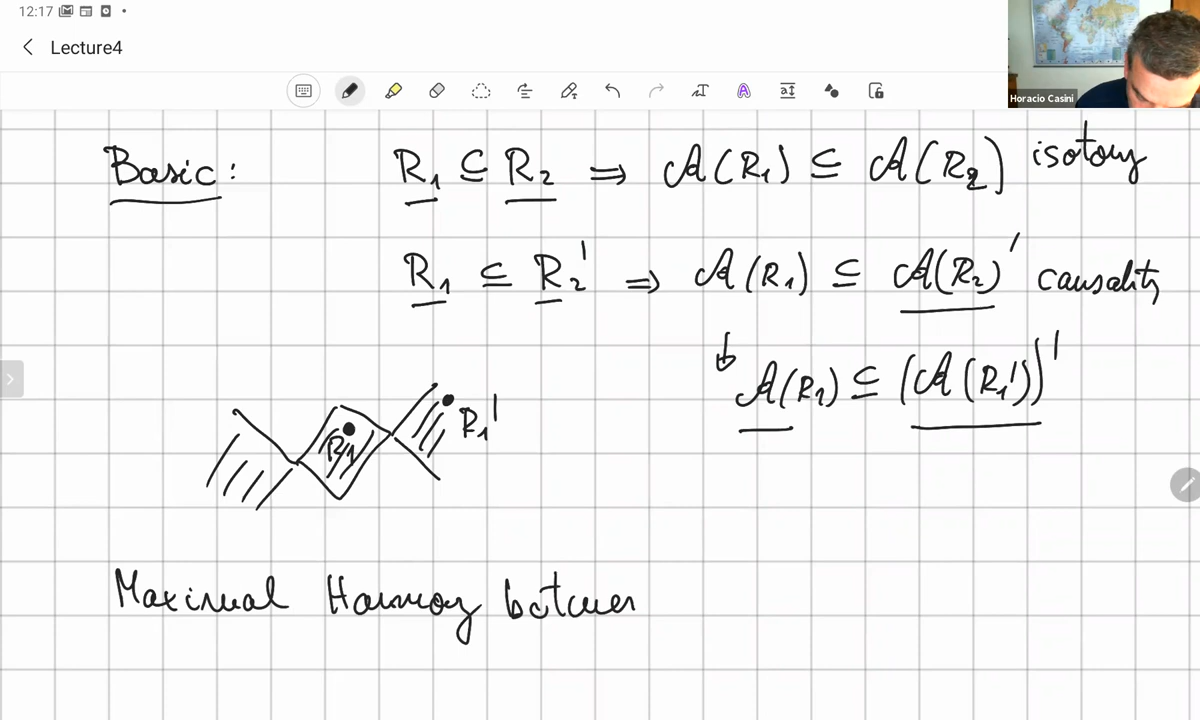 12:17
Lecture4
Horacio Casini
Basic: R₁ ⊆ R₂ ⇒ 𝒜(R₁) ⊆ 𝒜(R₂) isotony
R₁ ⊆ R₂' ⇒ 𝒜(R₁) ⊆ 𝒜(R₂)' causality
↓ 𝒜(R₁) ⊆ (𝒜(R₁'))'
R₁ R₁'
Maximal Harmony between